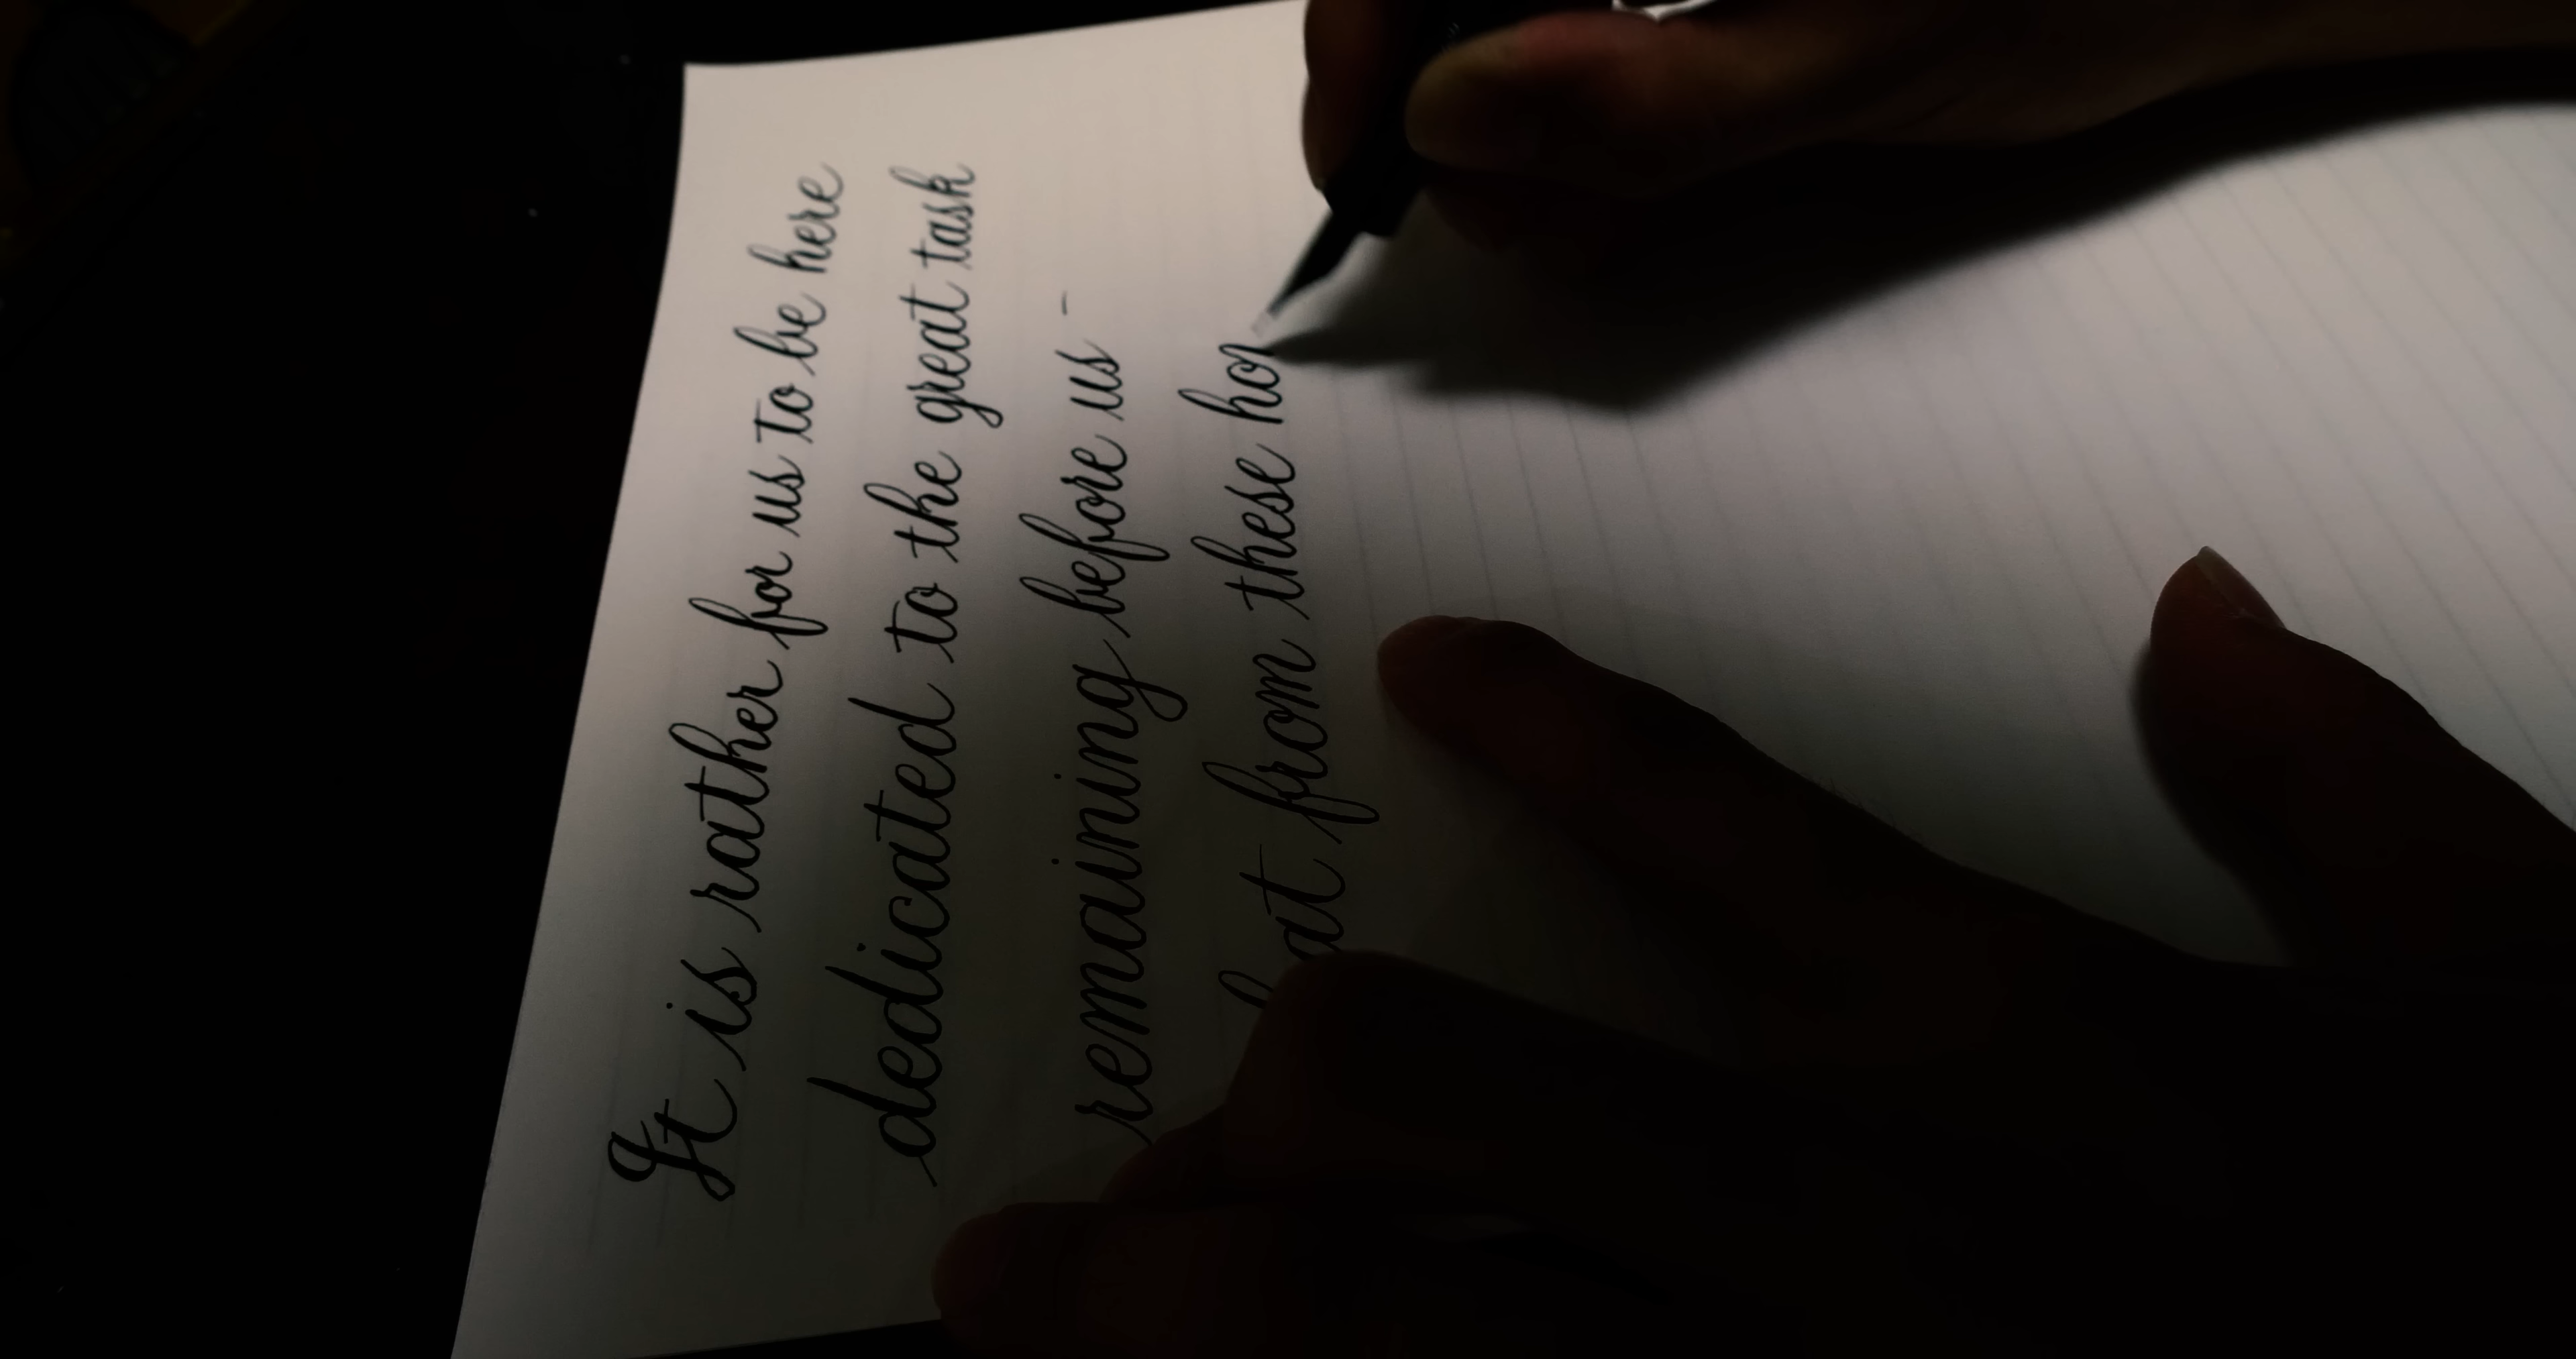 It is rather for us to be here
dedicated to the great task
remaining before us -
from these